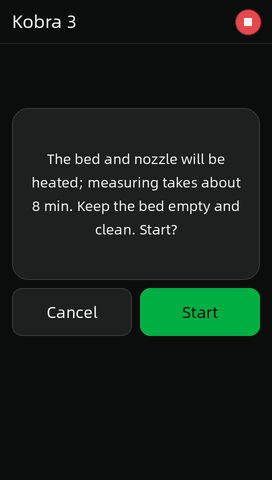 Kobra 3
The bed and nozzle will be
heated; measuring takes about
8 min. Keep the bed empty and
clean. Start?
Cancel
Start